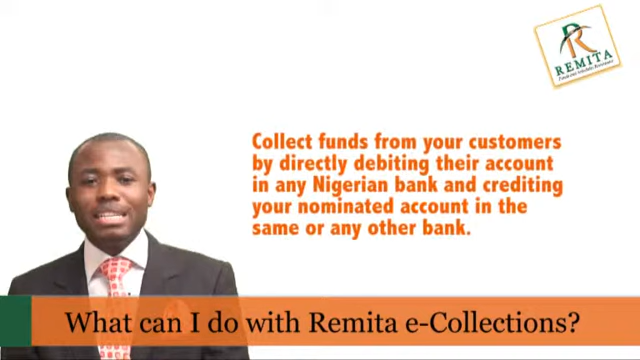 REMITA
Collect funds from your customers
by directly debiting their account
in any Nigerian bank and crediting
your nominated account in the
same or any other bank.
What can I do with Remita e-Collections?